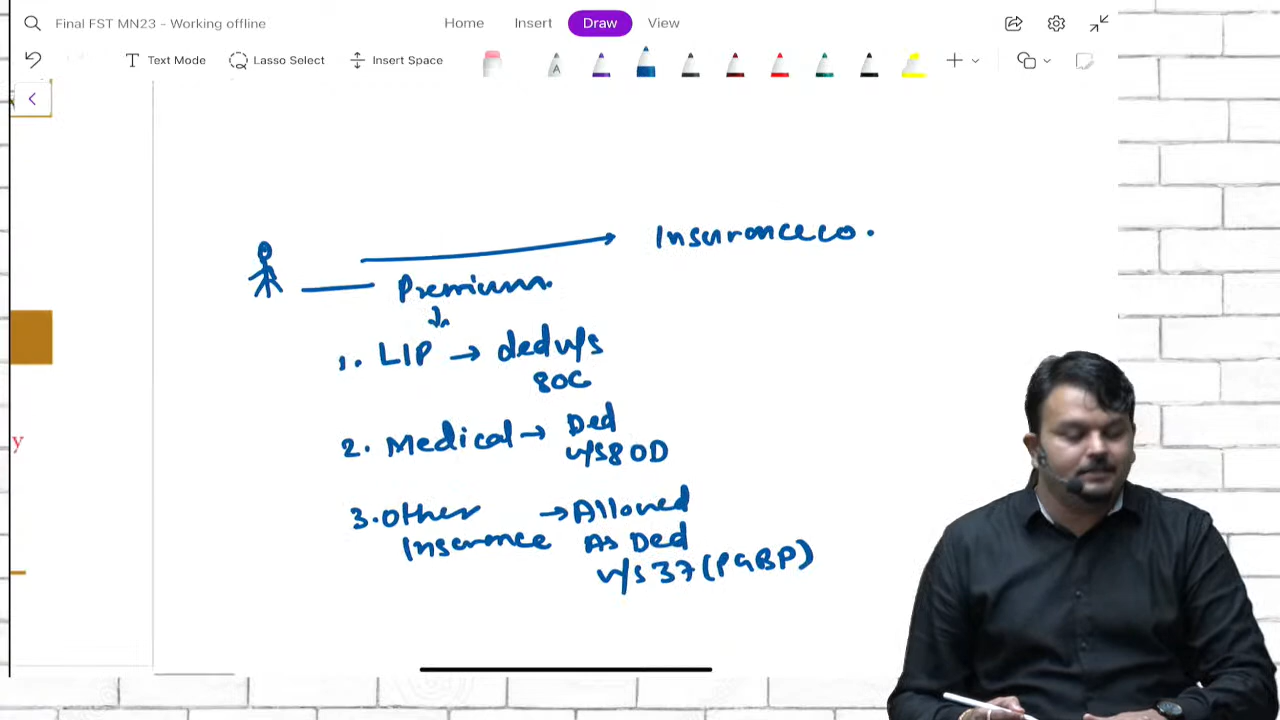 Final FST MN23 - Working offline
Home Insert Draw View
Text Mode Lasso Select Insert Space
A
y
Insurance co.
Premium.
1. LIP → ded u/s
80C
2. Medical → Ded
u/s 80D
3. Other → Allowed
Insurance As Ded
u/s 37 (PGBP)